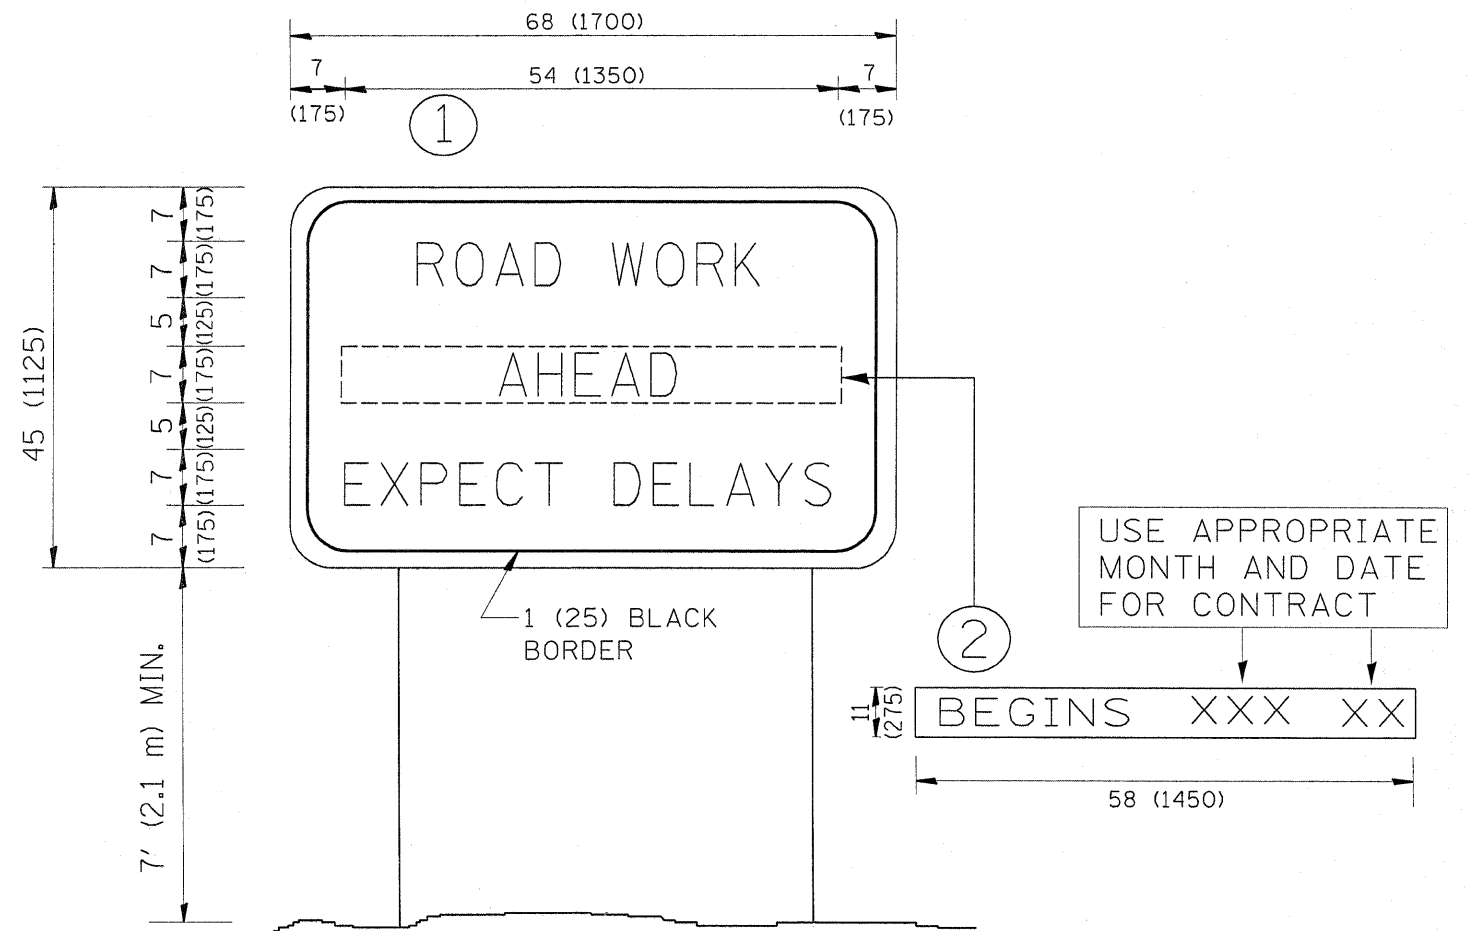 68 (1700)
7
54 (1350)
7
(175)
(175)
1
45 (1125)
7
(175)
7
(175)
5
(125)
7
(175)
5
(125)
7
(175)
7
(175)
ROAD WORK
AHEAD
EXPECT DELAYS
1 (25) BLACK
BORDER
7' (2.1 m) MIN.
USE APPROPRIATE
MONTH AND DATE
FOR CONTRACT
2
11
(275)
BEGINS XXX XX
58 (1450)